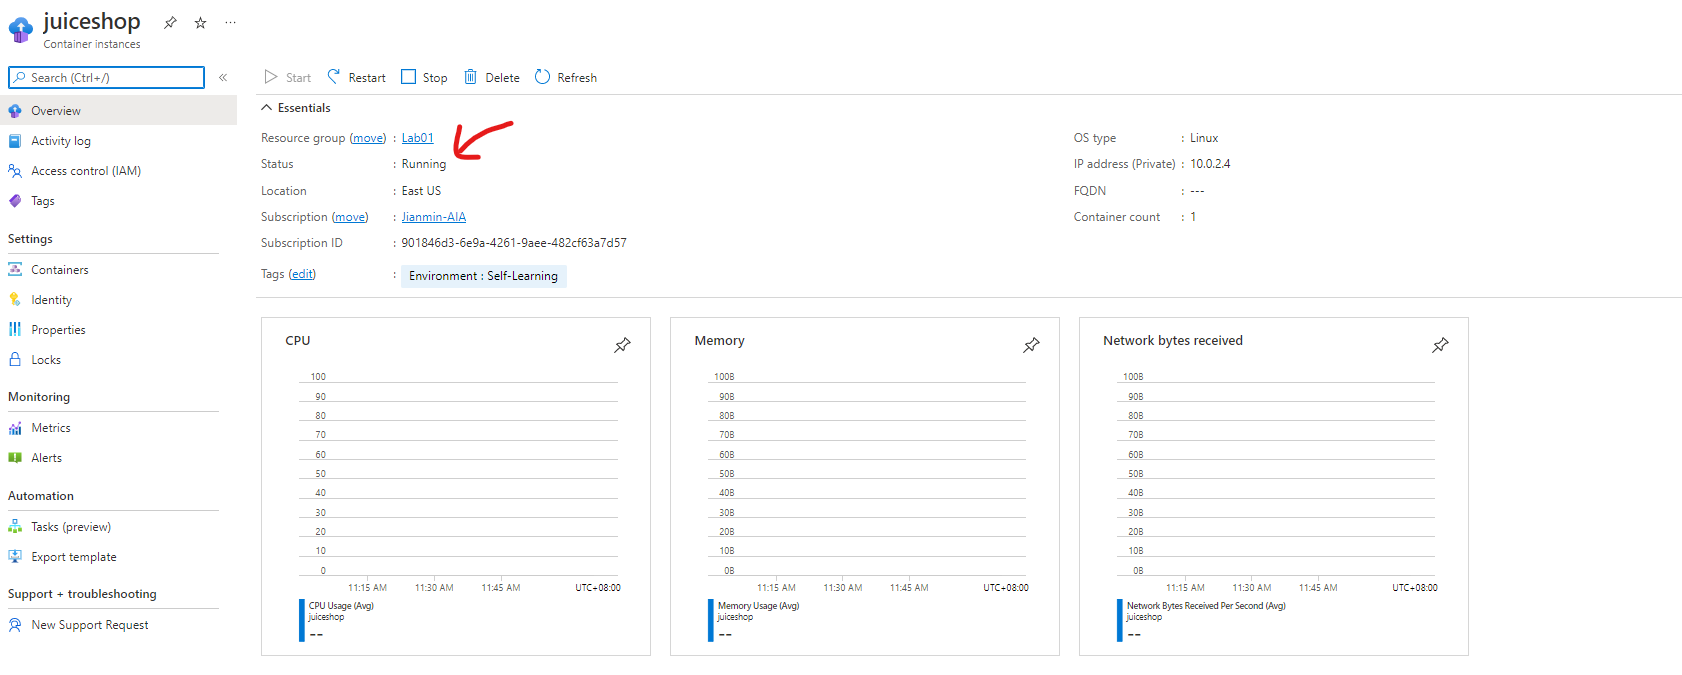 juiceshop
Container instances
Search (Ctrl+/)
Overview
Activity log
Access control (IAM)
Tags
Settings
Containers
Identity
Properties
Locks
Monitoring
Metrics
Alerts
Automation
Tasks (preview)
Export template
Support + troubleshooting
New Support Request
Start Restart Stop Delete Refresh
Essentials
Resource group (move) : Lab01
Status : Running
Location : East US
Subscription (move) : Jianmin-AIA
Subscription ID : 901846d3-6e9a-4261-9aee-482cf63a7d57
Tags (edit) : Environment : Self-Learning
OS type : Linux
IP address (Private) : 10.0.2.4
FQDN : ---
Container count : 1
CPU
100
90
80
70
60
50
40
30
20
10
0
11:15 AM 11:30 AM 11:45 AM UTC+08:00
CPU Usage (Avg)
juiceshop
--
Memory
100B
90B
80B
70B
60B
50B
40B
30B
20B
10B
0B
11:15 AM 11:30 AM 11:45 AM UTC+08:00
Memory Usage (Avg)
juiceshop
--
Network bytes received
100B
90B
80B
70B
60B
50B
40B
30B
20B
10B
0B
11:15 AM 11:30 AM 11:45 AM UTC+08:00
Network Bytes Received Per Second (Avg)
juiceshop
--